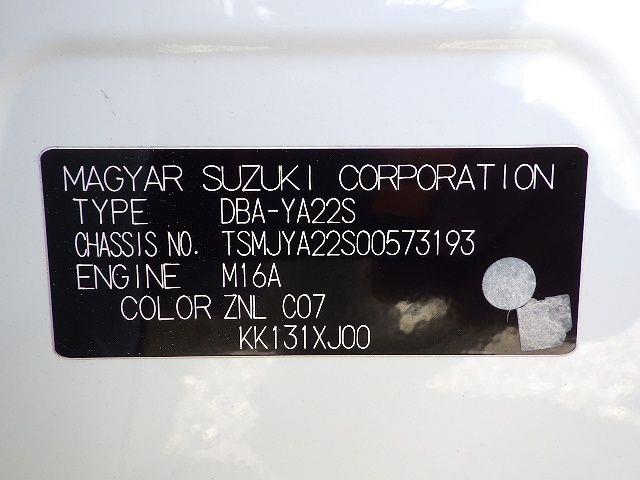 MAGYAR SUZUKI CORPORATION
TYPE DBA-YA22S
CHASSIS NO. TSMJYA22S00573193
ENGINE M16A
COLOR ZNL C07
KK131XJ00